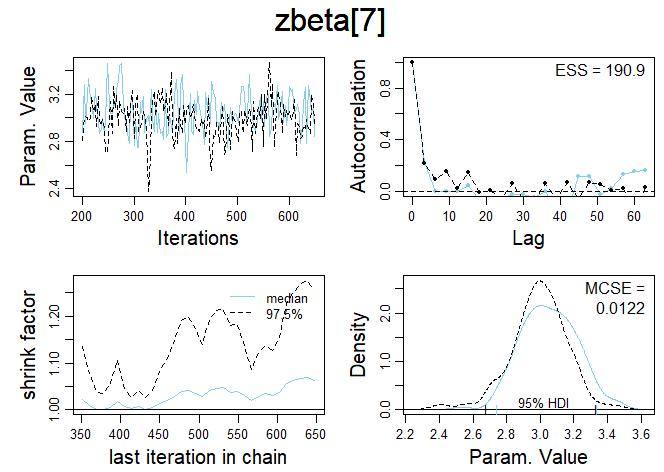 zbeta[7]
Param. Value
2.4 2.8 3.2
200 300 400 500 600
Iterations
Autocorrelation
0.0 0.4 0.8
ESS = 190.9
0 10 20 30 40 50 60
Lag
shrink factor
1.00 1.10 1.20
median
97.5%
350 400 450 500 550 600 650
last iteration in chain
Density
0.0 1.0 2.0
MCSE =
0.0122
95% HDI
2.2 2.4 2.6 2.8 3.0 3.2 3.4 3.6
Param. Value